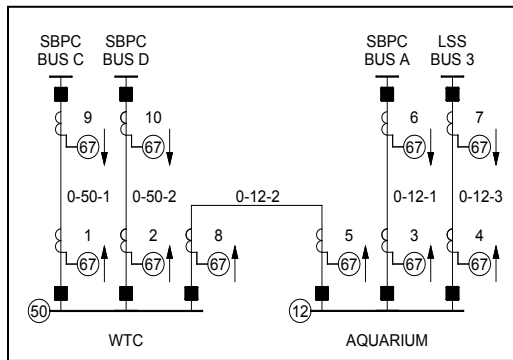 SBPC SBPC SBPC LSS
BUS C BUS D BUS A BUS 3
9 10 6 7
67 67 67 67
0-50-1 0-50-2 0-12-2 0-12-1 0-12-3
1 2 8 5 3 4
67 67 67 67 67 67
50 12
WTC AQUARIUM